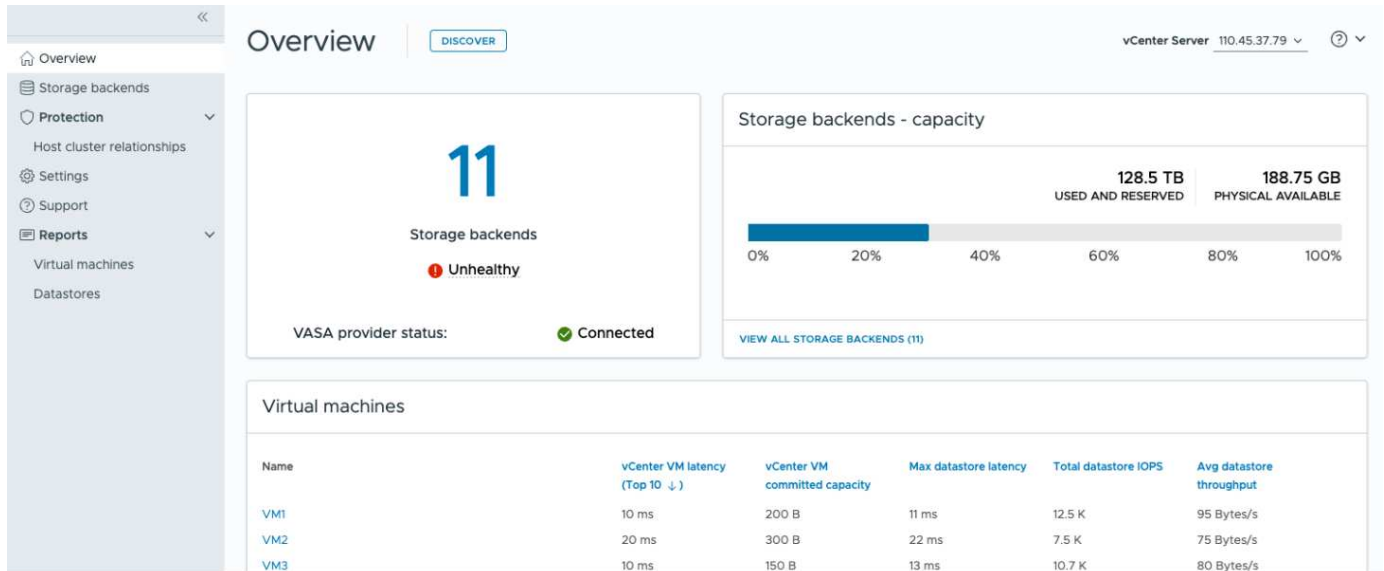 «
Overview
Storage backends
Protection
Host cluster relationships
Settings
Support
Reports
Virtual machines
Datastores
Overview
DISCOVER
vCenter Server 110.45.37.79
11
Storage backends
Unhealthy
VASA provider status: Connected
Storage backends - capacity
128.5 TB 188.75 GB
USED AND RESERVED PHYSICAL AVAILABLE
0% 20% 40% 60% 80% 100%
VIEW ALL STORAGE BACKENDS (11)
Virtual machines
Name vCenter VM latency vCenter VM Max datastore latency Total datastore IOPS Avg datastore
(Top 10 ↓) committed capacity throughput
VM1 10 ms 200 B 11 ms 12.5 K 95 Bytes/s
VM2 20 ms 300 B 22 ms 7.5 K 75 Bytes/s
VM3 10 ms 150 B 13 ms 10.7 K 80 Bytes/s